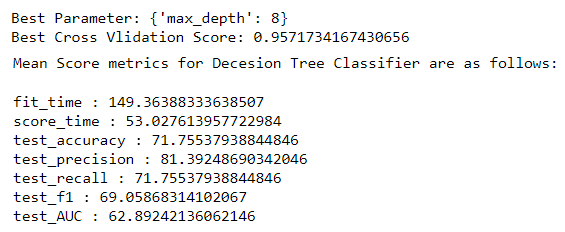 Best Parameter: {'max_depth': 8}
Best Cross Vlidation Score: 0.9571734167430656
Mean Score metrics for Decesion Tree Classifier are as follows:
fit_time : 149.36388333638507
score_time : 53.027613957722984
test_accuracy : 71.75537938844846
test_precision : 81.39248690342046
test_recall : 71.75537938844846
test_f1 : 69.05868314102067
test_AUC : 62.89242136062146